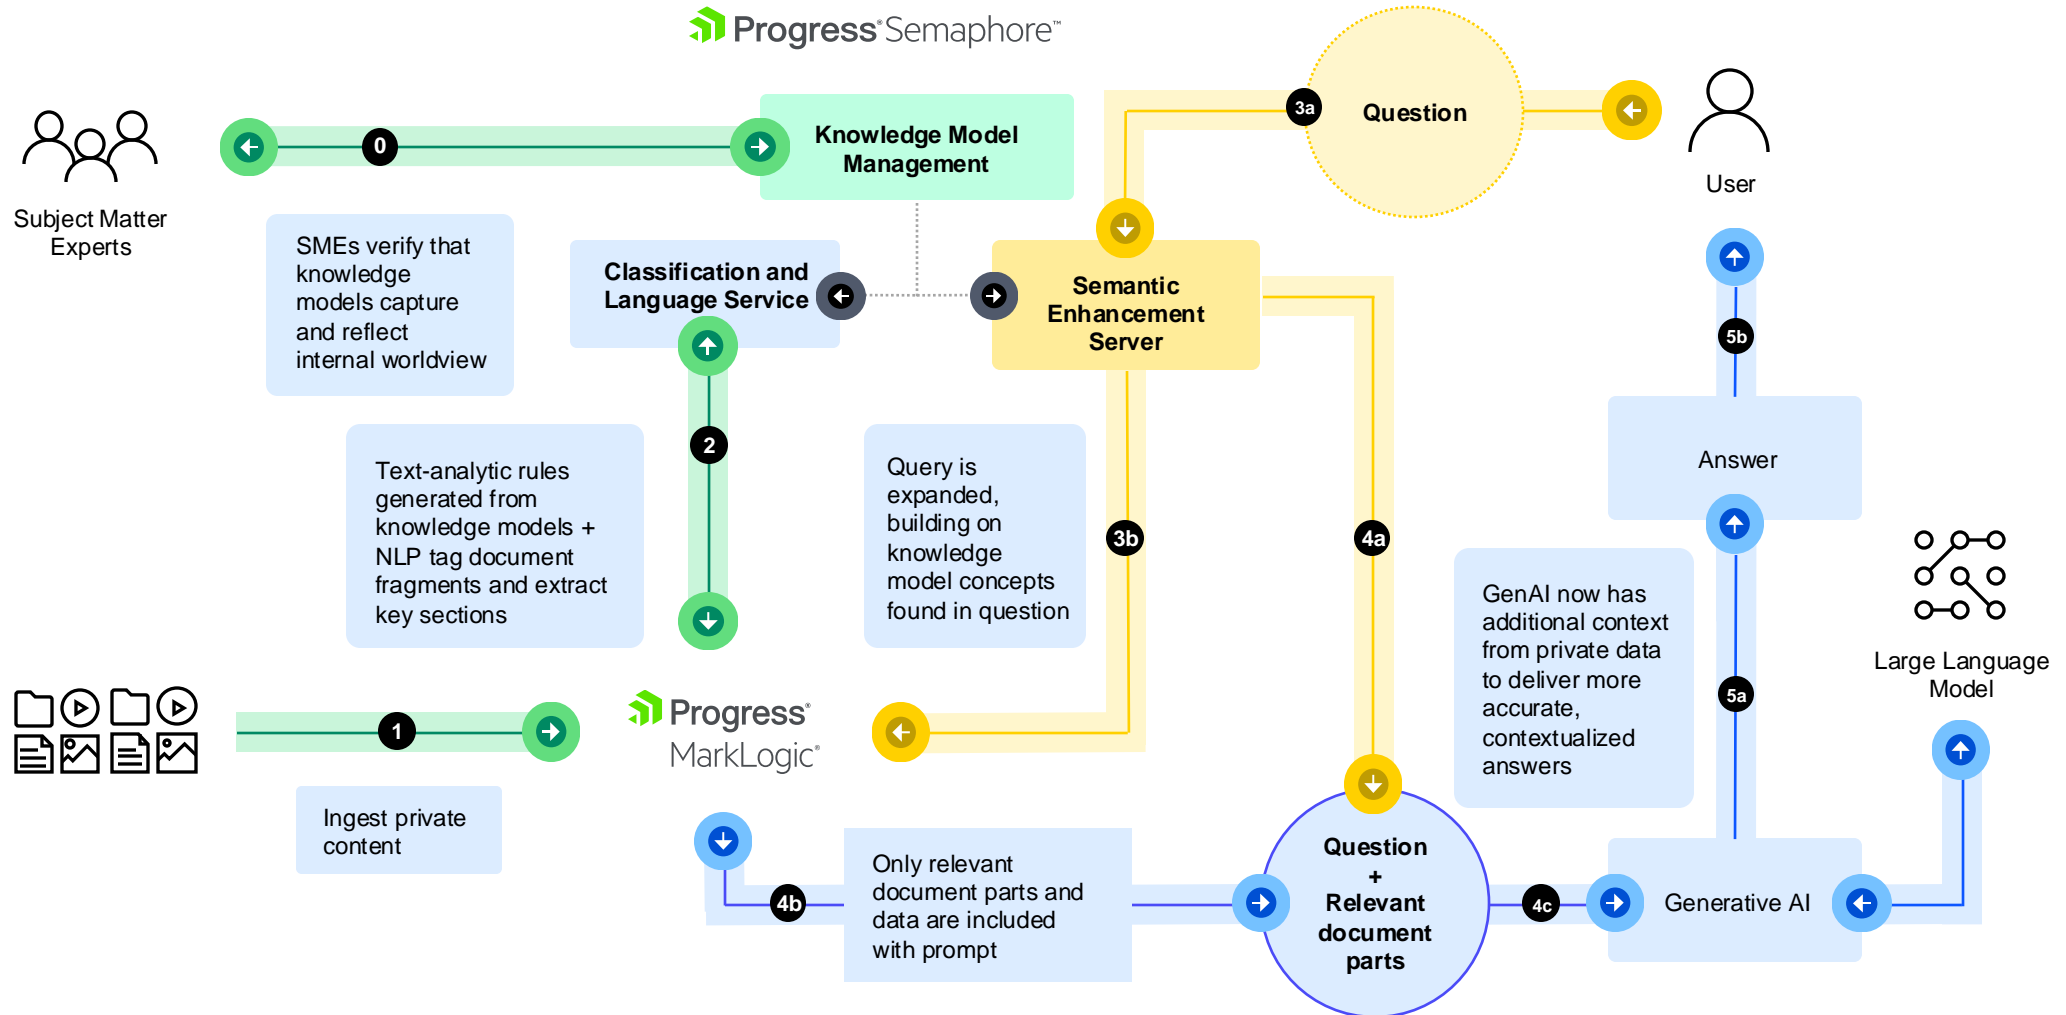 Progress® Semaphore™
3a
Question
User
0
Knowledge Model
Management
Subject Matter
Experts
SMEs verify that
knowledge
models capture
and reflect
internal worldview
Classification and
Language Service
Semantic
Enhancement
Server
5b
2
Text-analytic rules
generated from
knowledge models +
NLP tag document
fragments and extract
key sections
Query is
expanded,
building on
knowledge
model concepts
found in question
3b
4a
Answer
GenAI now has
additional context
from private data
to deliver more
accurate,
contextualized
answers
5a
Large Language
Model
1
Progress®
MarkLogic®
Ingest private
content
4b
Only relevant
document parts and
data are included
with prompt
Question
+
Relevant
document
parts
4c
Generative AI